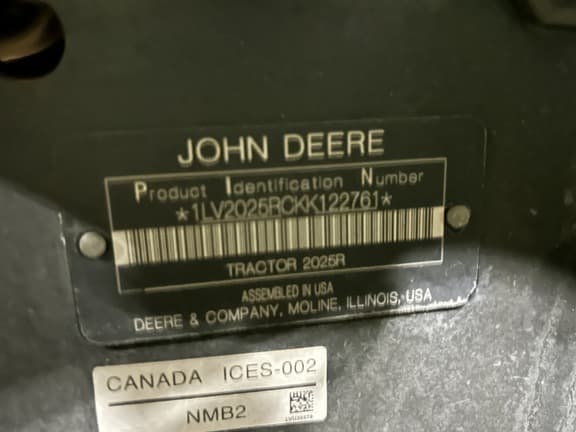 JOHN DEERE
Product Identification Number
*1LV2025RCKK122761*
TRACTOR 2025R
ASSEMBLED IN USA
DEERE & COMPANY, MOLINE, ILLINOIS, USA
CANADA ICES-002
NMB2